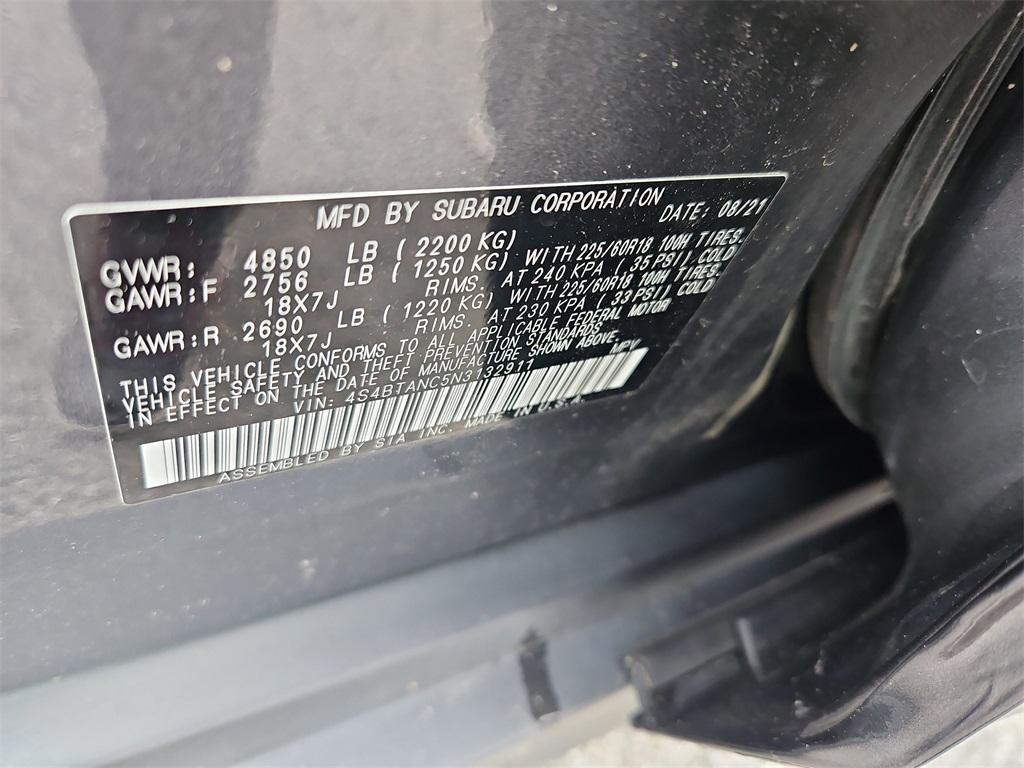 MFD BY SUBARU CORPORATION DATE: 08/21
GVWR: 4850 LB ( 2200 KG)
GAWR:F 2756 LB ( 1250 KG) WITH 225/60R18 100H TIRES.
18X7J RIMS. AT 240 KPA ( 35 PSI) COLD
GAWR:R 2690 LB ( 1220 KG) WITH 225/60R18 100H TIRES.
18X7J RIMS. AT 230 KPA ( 33 PSI) COLD
THIS VEHICLE CONFORMS TO ALL APPLICABLE FEDERAL MOTOR
VEHICLE SAFETY AND THEFT PREVENTION STANDARDS
IN EFFECT ON THE DATE OF MANUFACTURE SHOWN ABOVE.
VIN: 4S4BTANC5N3132917 MPV
ASSEMBLED BY SIA INC. MADE IN U.S.A.